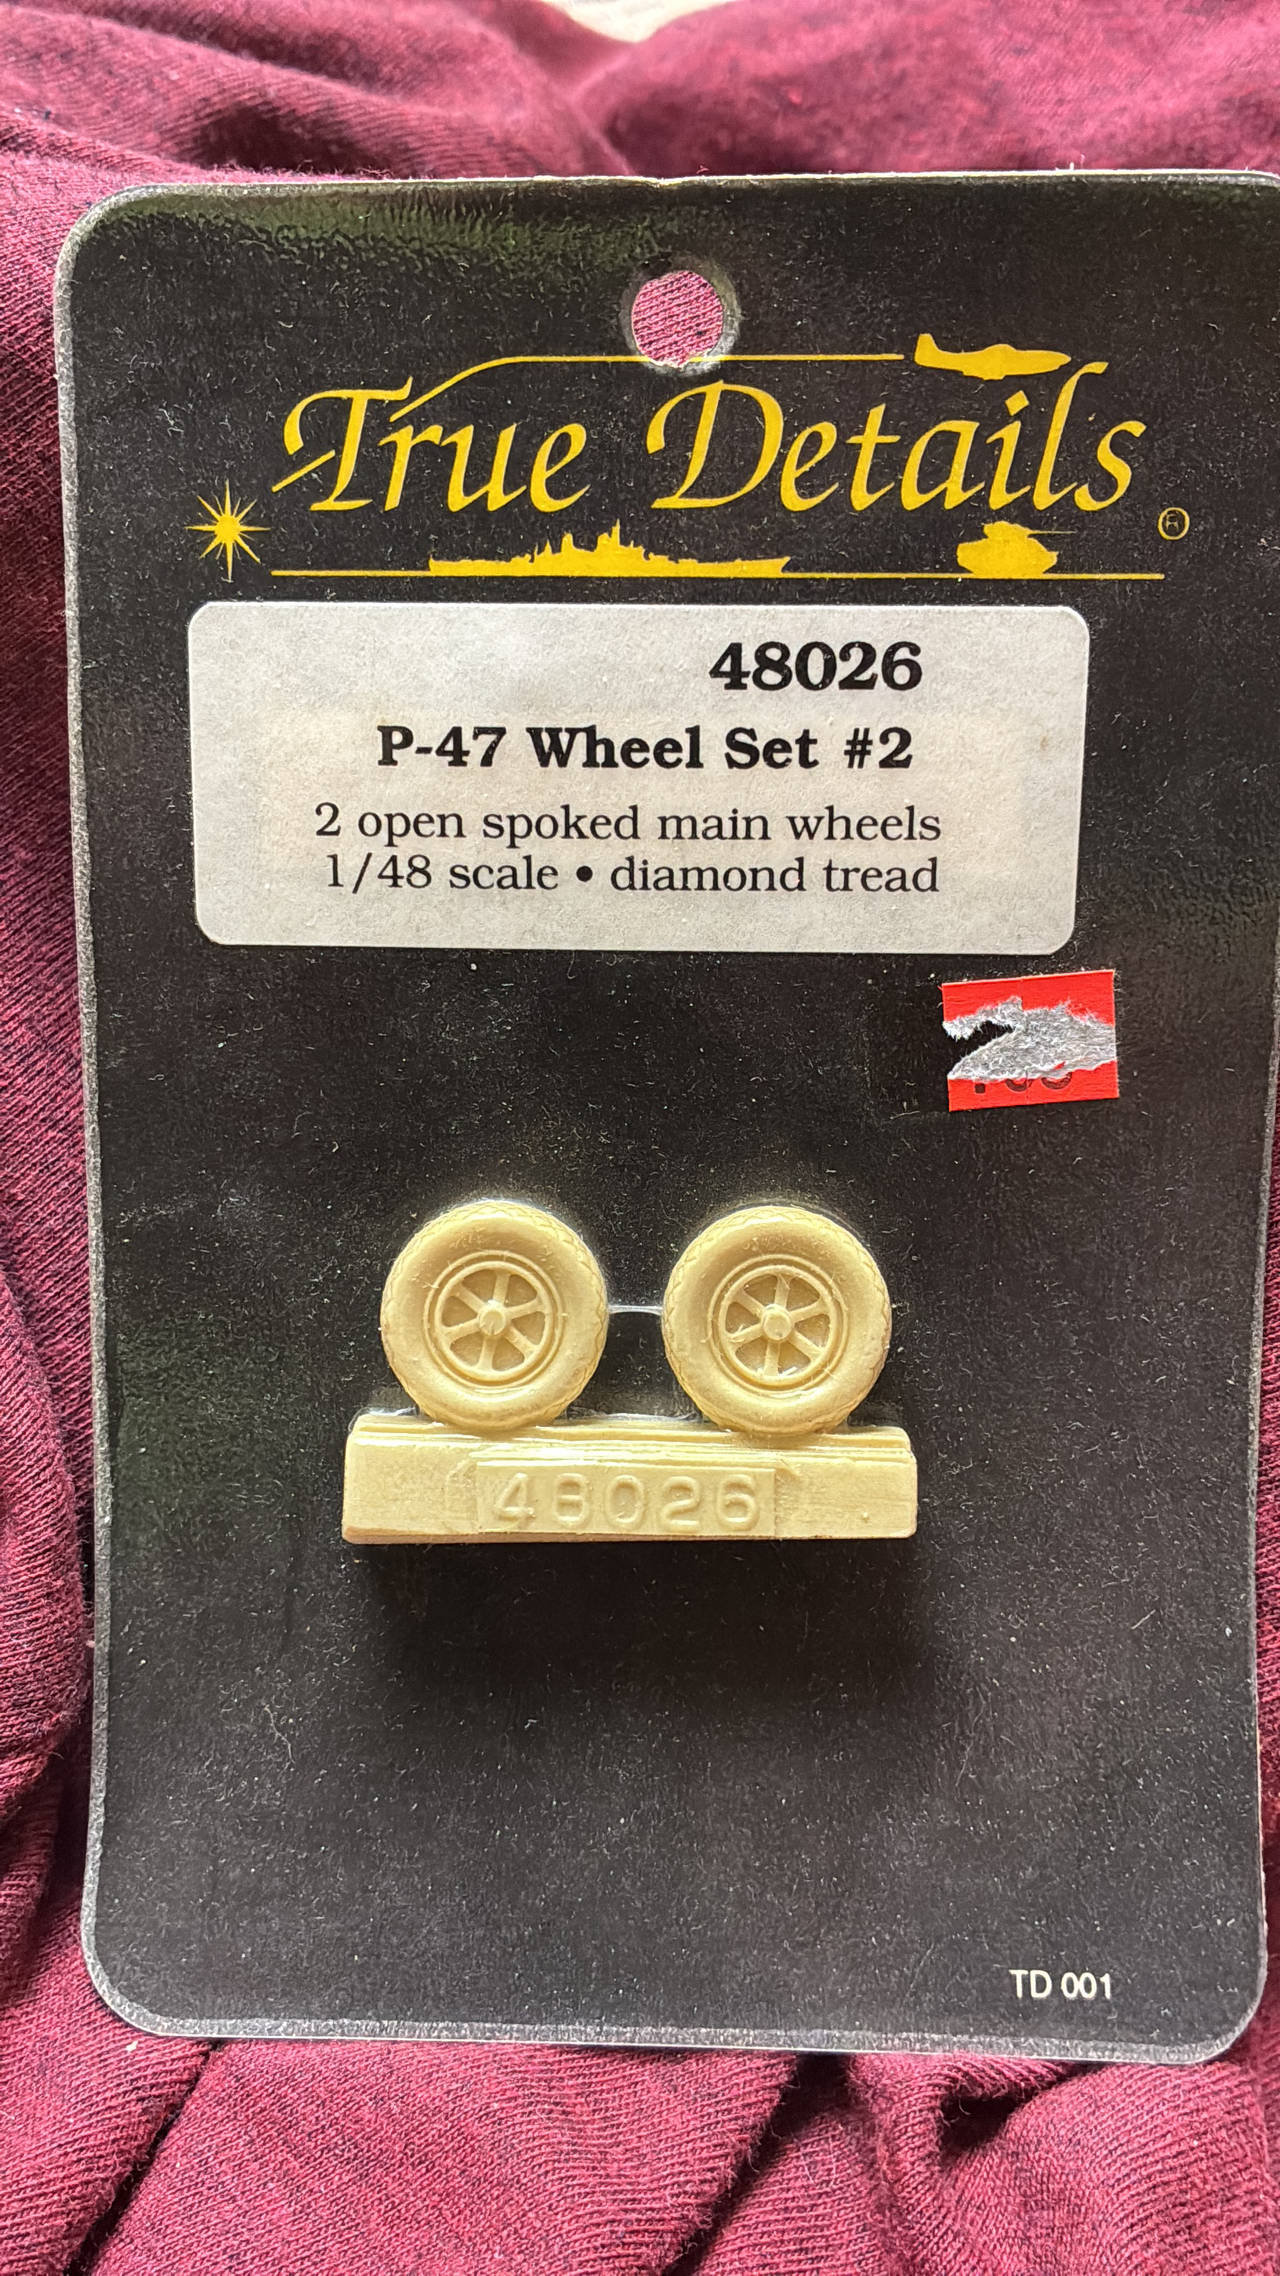 True Details
®
48026
P-47 Wheel Set #2
2 open spoked main wheels
1/48 scale • diamond tread
48026
TD 001